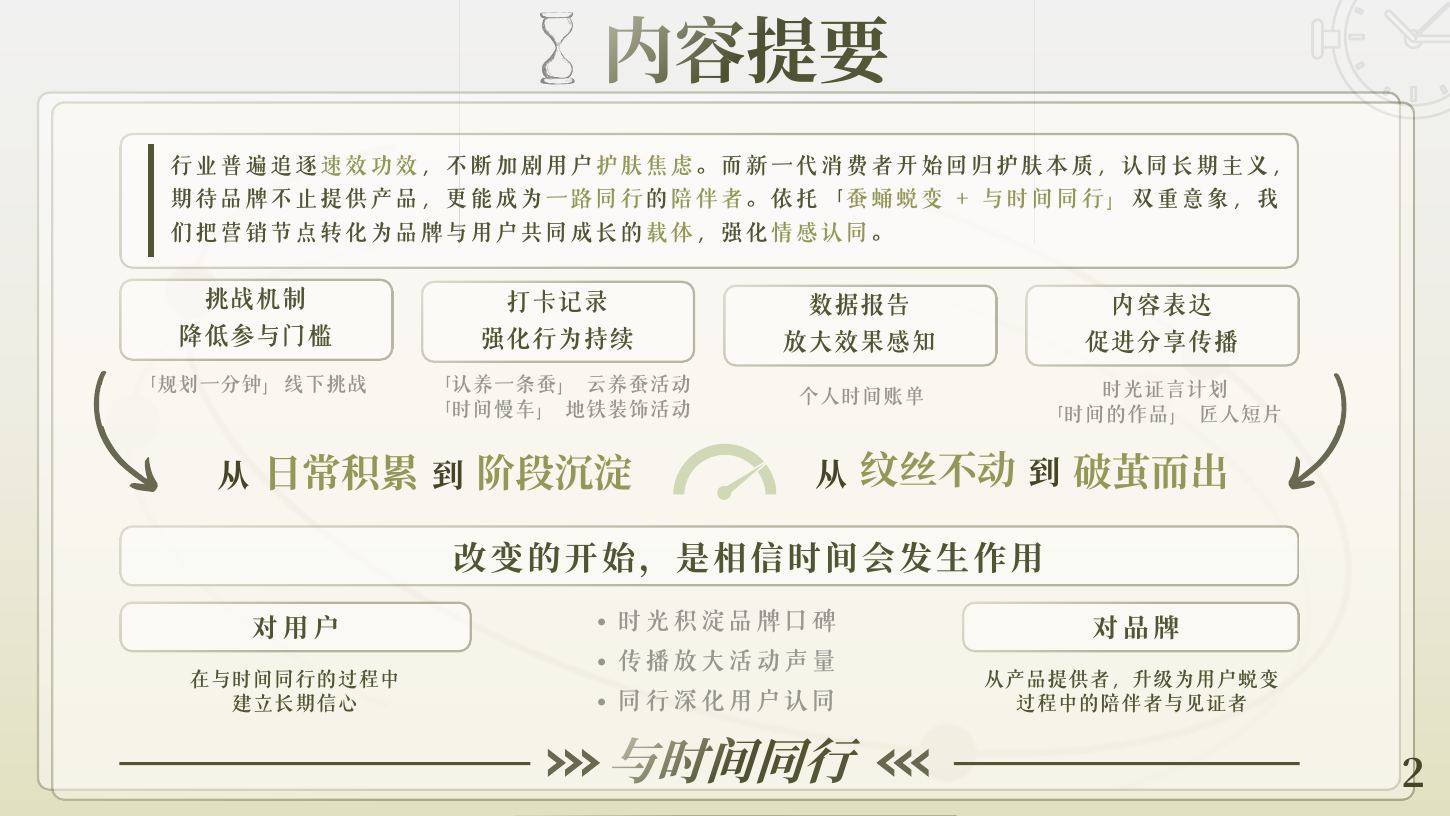 内容提要
行业普遍追逐速效功效，不断加剧用户护肤焦虑。而新一代消费者开始回归护肤本质，认同长期主义，
期待品牌不止提供产品，更能成为一路同行的陪伴者。依托「蚕蛹蜕变 + 与时间同行」双重意象，我
们把营销节点转化为品牌与用户共同成长的载体，强化情感认同。
挑战机制
降低参与门槛
打卡记录
强化行为持续
数据报告
放大效果感知
内容表达
促进分享传播
「规划一分钟」线下挑战
「认养一条蚕」 云养蚕活动
「时间慢车」 地铁装饰活动
个人时间账单
时光证言计划
「时间的作品」 匠人短片
从 日常积累 到 阶段沉淀
从 纹丝不动 到 破茧而出
改变的开始，是相信时间会发生作用
对用户
在与时间同行的过程中
建立长期信心
• 时光积淀品牌口碑
• 传播放大活动声量
• 同行深化用户认同
对品牌
从产品提供者，升级为用户蜕变
过程中的陪伴者与见证者
与时间同行
2